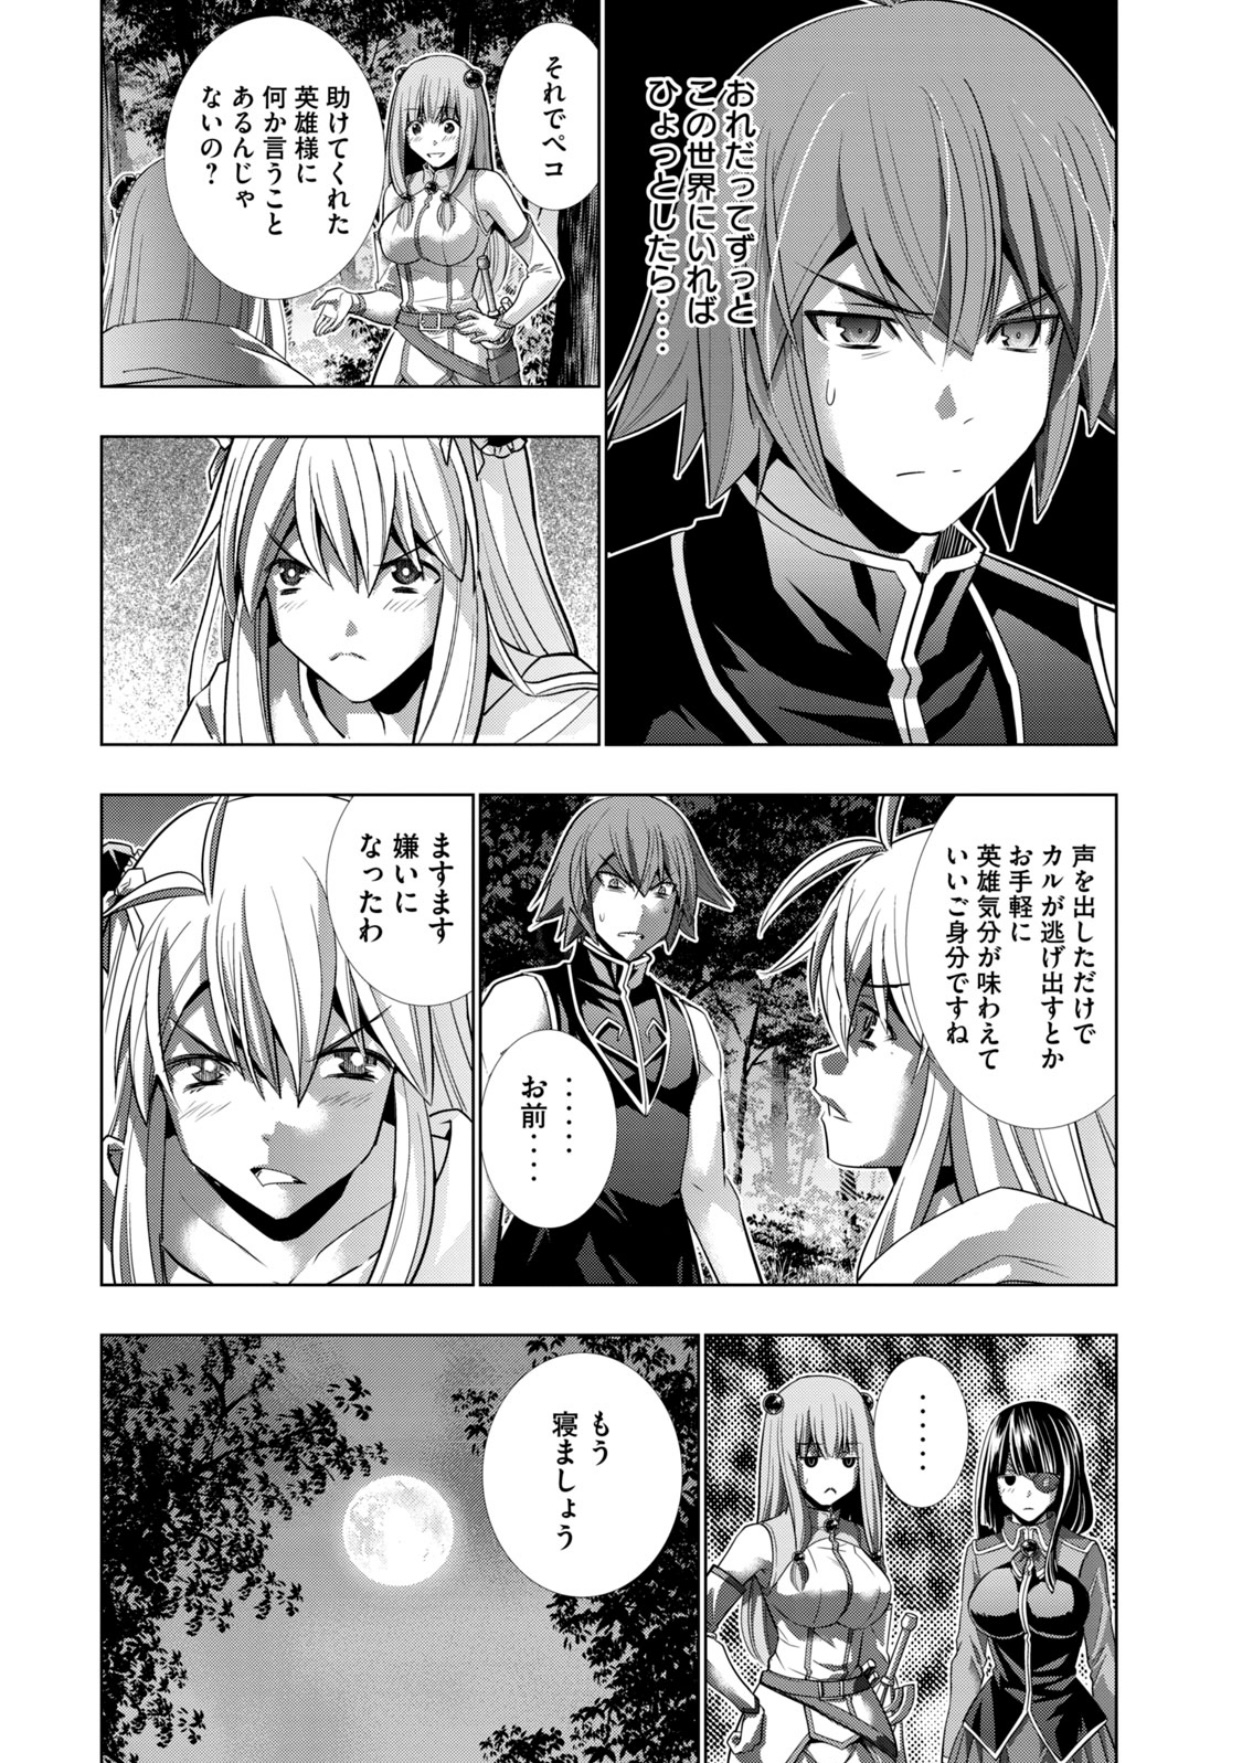 おれだってずっと
この世界にいれば
ひょっとしたら・・・・
それでペコ
助けてくれた
英雄様に
何か言うこと
あるんじゃ
ないの？
声を出しただけで
カルが逃げ出すとか
お手軽に
英雄気分が味わえて
いいご身分ですね
・・・・・・
お前・・・・
ますます
嫌いに
なったわ
・・・・・
もう
寝ましょう